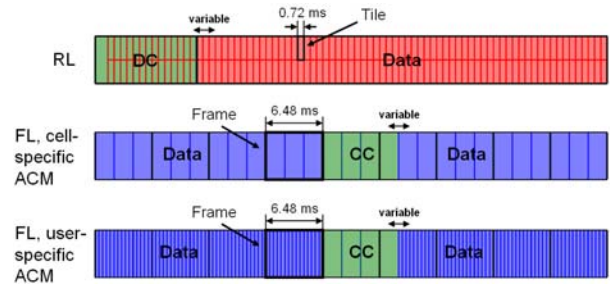 variable
0.72 ms
Tile
RL
DC
Data
Frame
6.48 ms
variable
FL, cell-
specific
ACM
Data
CC
Data
Frame
6.48 ms
variable
FL, user-
specific
ACM
Data
CC
Data